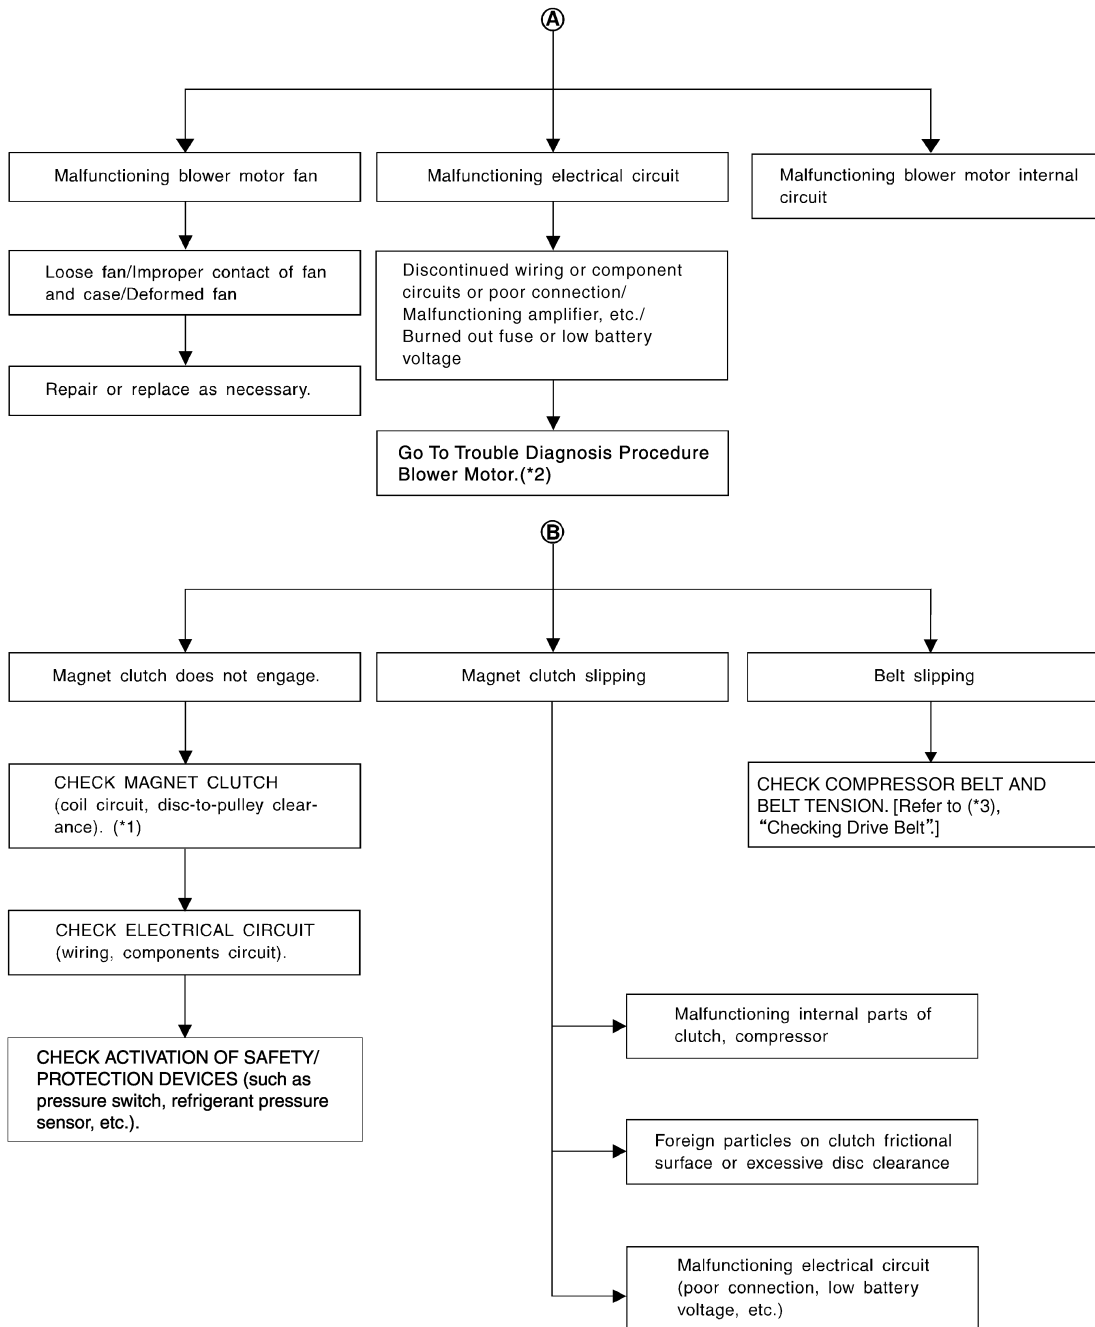 A
Malfunctioning blower motor fan
Malfunctioning electrical circuit
Malfunctioning blower motor internal
circuit
Loose fan/Improper contact of fan
and case/Deformed fan
Discontinued wiring or component
circuits or poor connection/
Malfunctioning amplifier, etc./
Burned out fuse or low battery
voltage
Repair or replace as necessary.
Go To Trouble Diagnosis Procedure
Blower Motor.(*2)
B
Magnet clutch does not engage.
Magnet clutch slipping
Belt slipping
CHECK MAGNET CLUTCH
(coil circuit, disc-to-pulley clear-
ance). (*1)
CHECK COMPRESSOR BELT AND
BELT TENSION. [Refer to (*3),
“Checking Drive Belt”.]
CHECK ELECTRICAL CIRCUIT
(wiring, components circuit).
CHECK ACTIVATION OF SAFETY/
PROTECTION DEVICES (such as
pressure switch, refrigerant pressure
sensor, etc.).
Malfunctioning internal parts of
clutch, compressor
Foreign particles on clutch frictional
surface or excessive disc clearance
Malfunctioning electrical circuit
(poor connection, low battery
voltage, etc.)